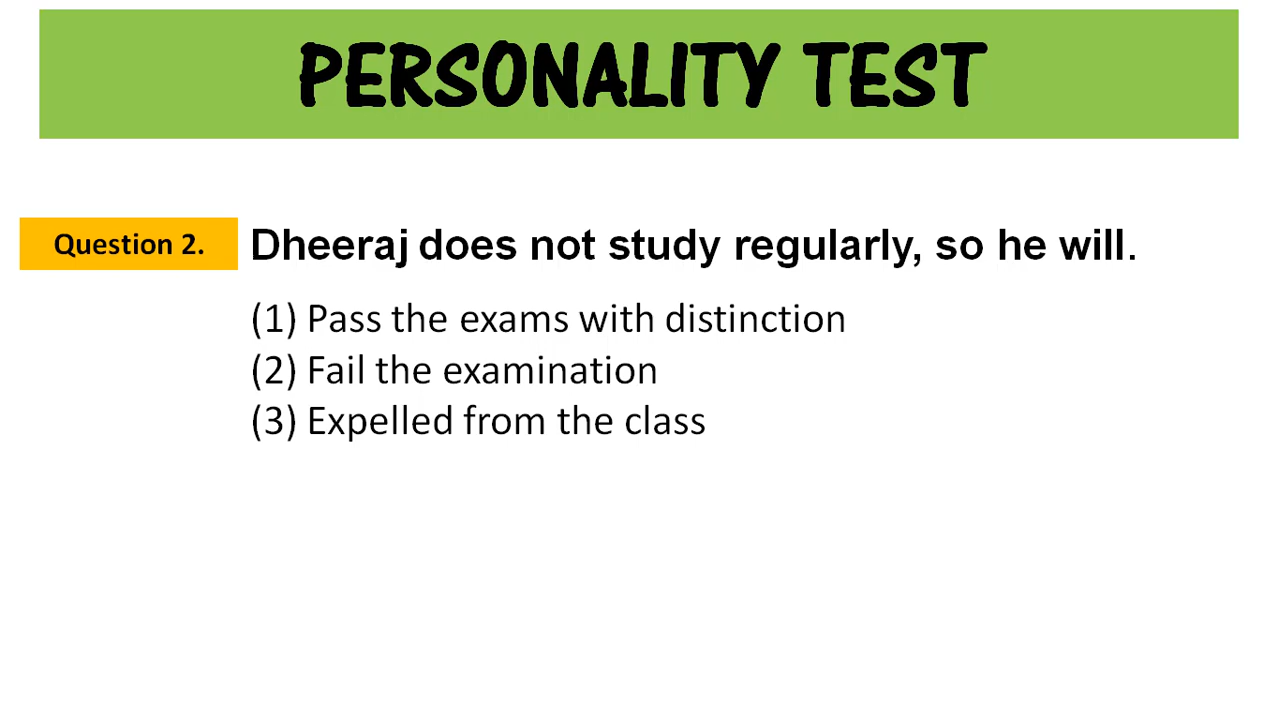 PERSONALITY TEST
Question 2. Dheeraj does not study regularly, so he will.
(1) Pass the exams with distinction
(2) Fail the examination
(3) Expelled from the class